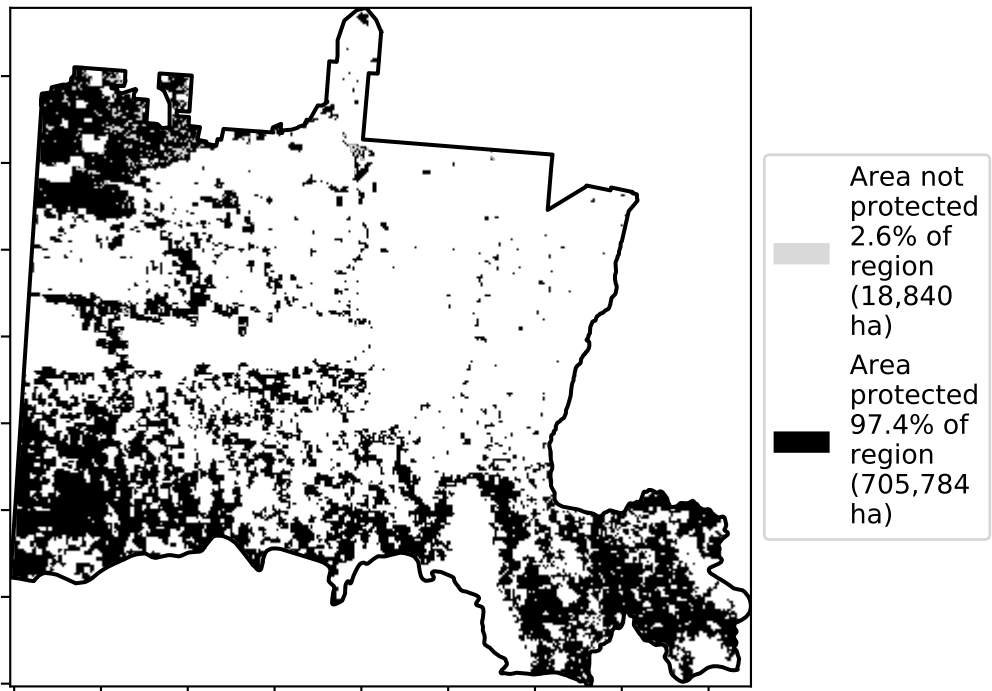 Area not
protected
2.6% of
region
(18,840
ha)
Area
protected
97.4% of
region
(705,784
ha)